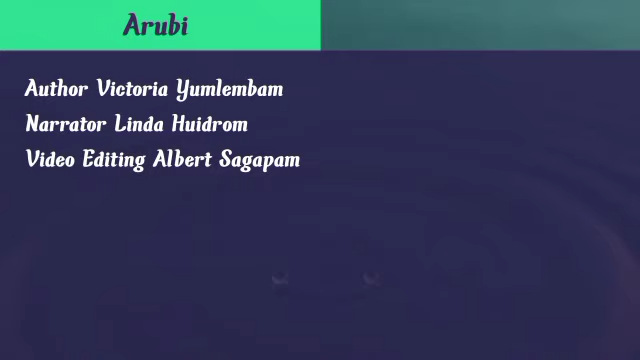 Arubi
Author Victoria Yumlembam
Narrator Linda Huidrom
Video Editing Albert Sagapam